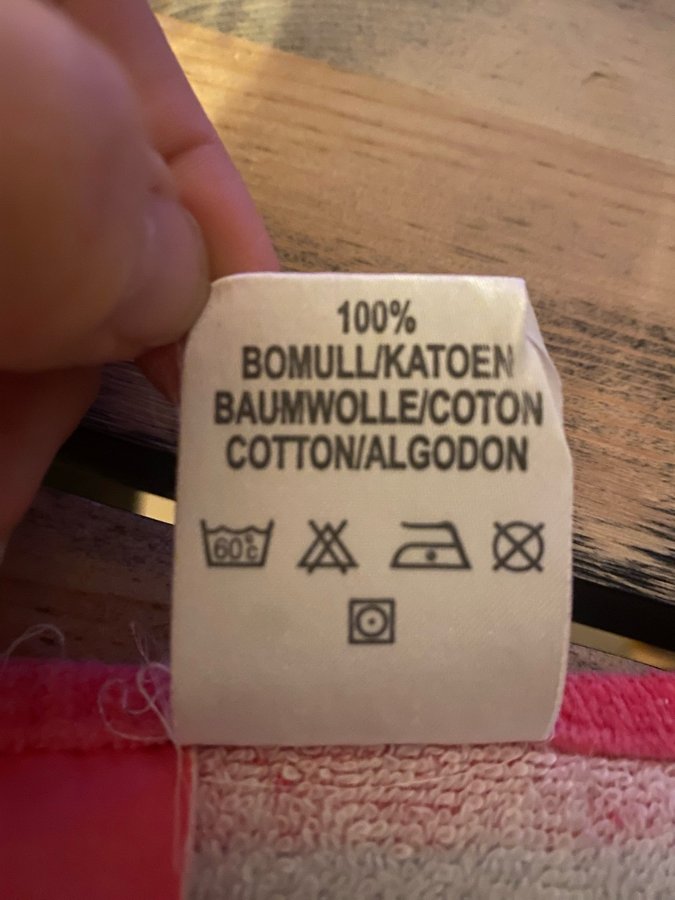 100%
BOMULL/KATOEN
BAUMWOLLE/COTON
COTTON/ALGODON
60°C